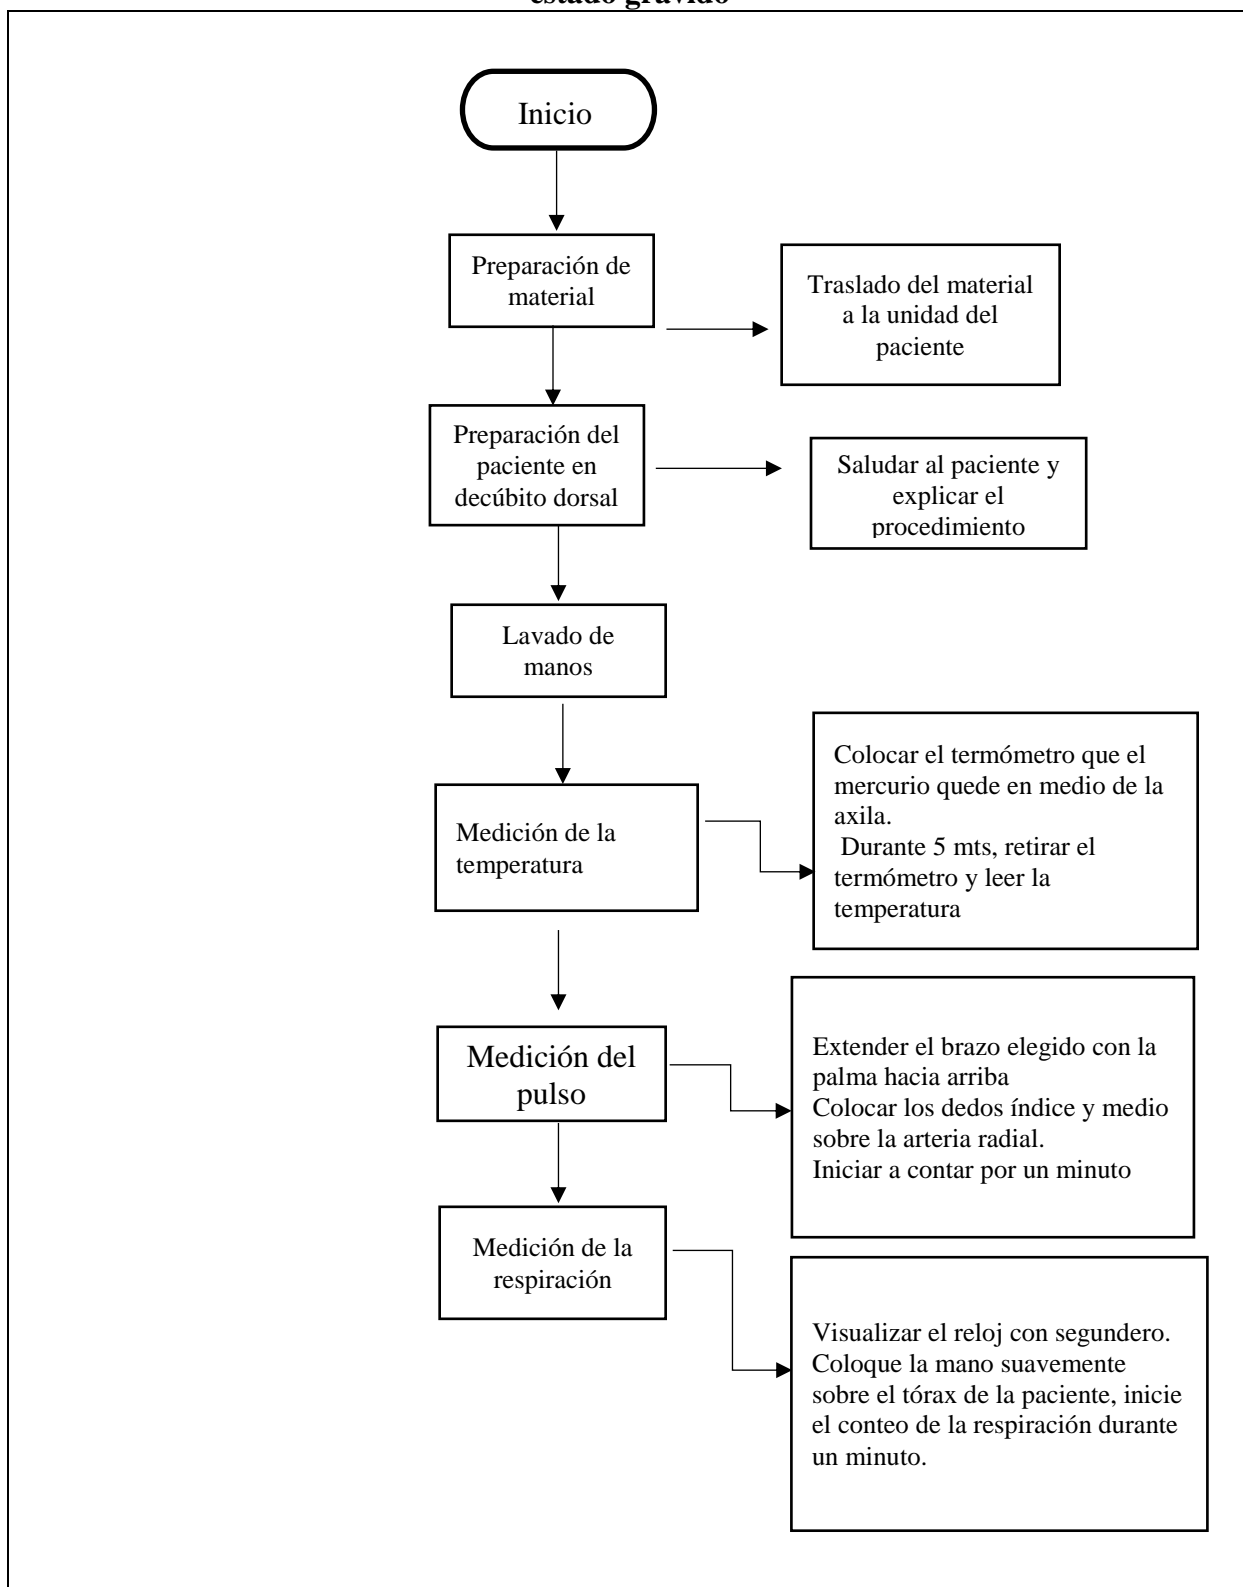 estado grávido
Inicio
Preparación de
material
Traslado del material
a la unidad del
paciente
Preparación del
paciente en
decúbito dorsal
Saludar al paciente y
explicar el
procedimiento
Lavado de
manos
Medición de la
temperatura
Colocar el termómetro que el
mercurio quede en medio de la
axila.
Durante 5 mts, retirar el
termómetro y leer la
temperatura
Medición del
pulso
Extender el brazo elegido con la
palma hacia arriba
Colocar los dedos índice y medio
sobre la arteria radial.
Iniciar a contar por un minuto
Medición de la
respiración
Visualizar el reloj con segundero.
Coloque la mano suavemente
sobre el tórax de la paciente, inicie
el conteo de la respiración durante
un minuto.